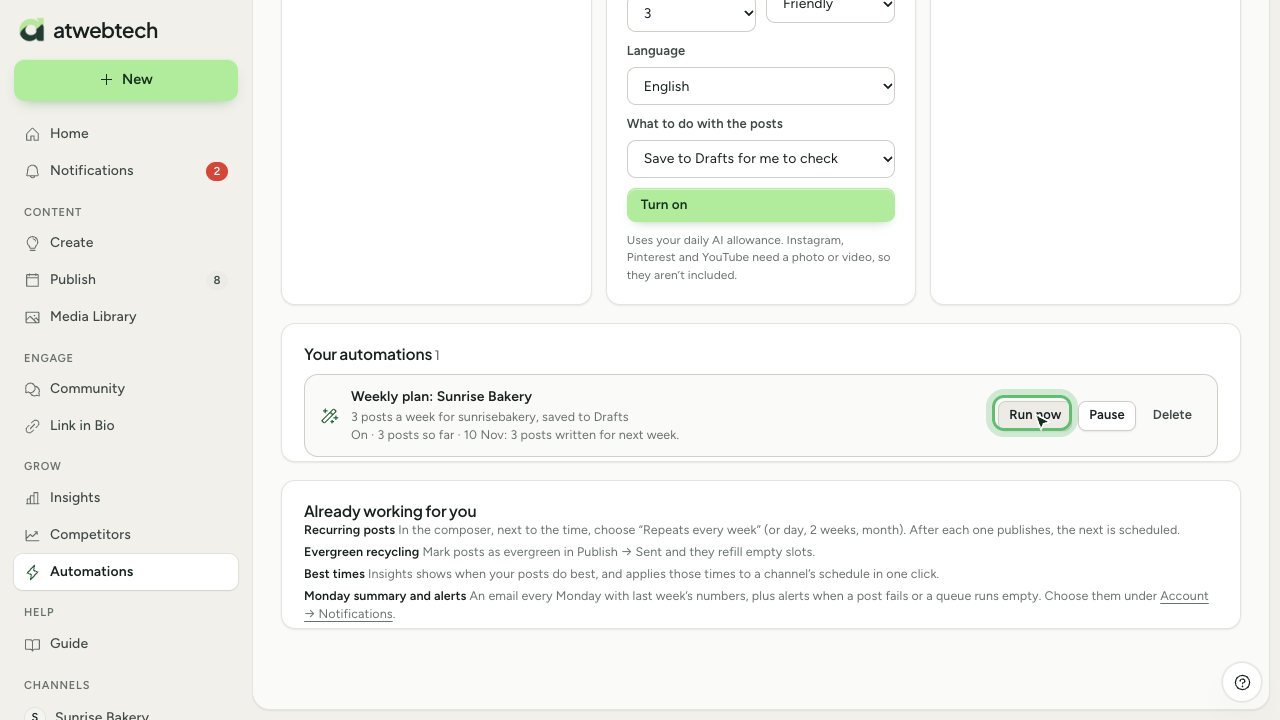 atwebtech
New
Home
Notifications
2
CONTENT
Create
Publish
8
Media Library
ENGAGE
Community
Link in Bio
GROW
Insights
Competitors
Automations
HELP
Guide
CHANNELS
S
Sunrise Bakery
3
Friendly
Language
English
What to do with the posts
Save to Drafts for me to check
Turn on
Uses your daily AI allowance. Instagram,
Pinterest and YouTube need a photo or video, so
they aren't included.
Your automations 1
Weekly plan: Sunrise Bakery
3 posts a week for sunrisebakery, saved to Drafts
On · 3 posts so far · 10 Nov: 3 posts written for next week.
Run now
Pause
Delete
Already working for you
Recurring posts In the composer, next to the time, choose “Repeats every week” (or day, 2 weeks, month). After each one publishes, the next is scheduled.
Evergreen recycling Mark posts as evergreen in Publish → Sent and they refill empty slots.
Best times Insights shows when your posts do best, and applies those times to a channel's schedule in one click.
Monday summary and alerts An email every Monday with last week's numbers, plus alerts when a post fails or a queue runs empty. Choose them under Account
→ Notifications.